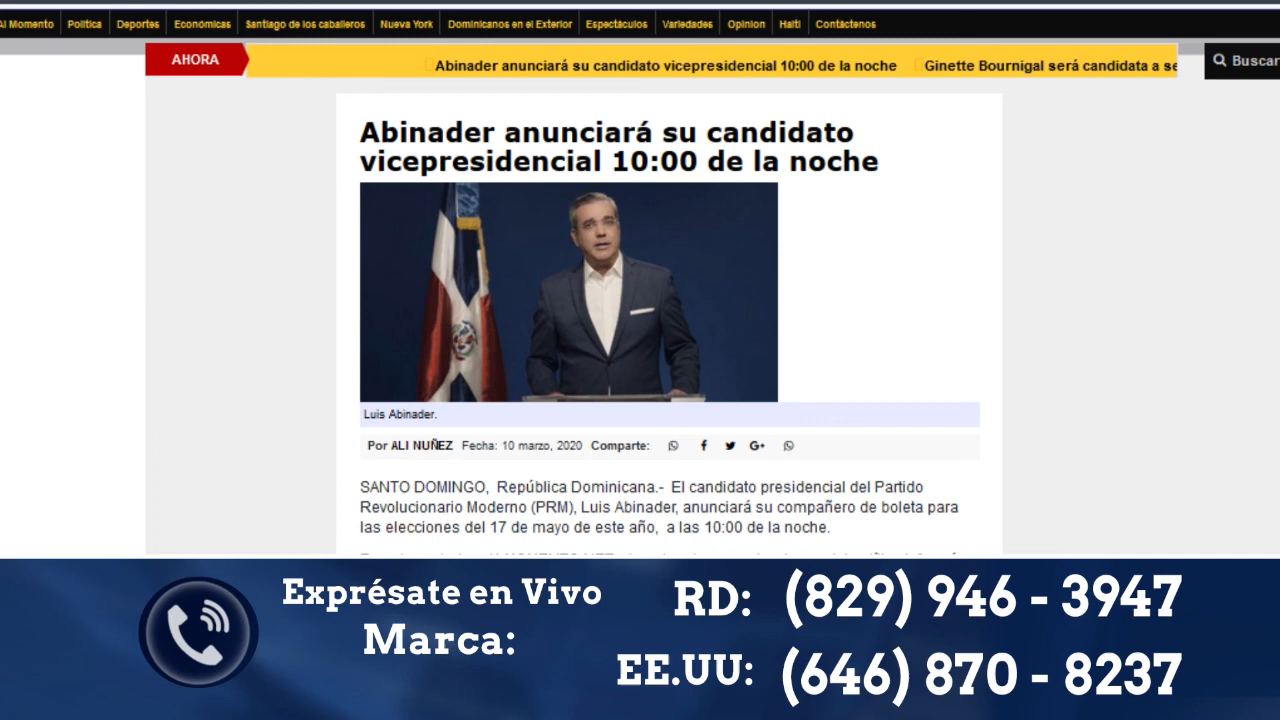 Al Momento Política Deportes Económicas Santiago de los caballeros Nueva York Dominicanos en el Exterior Espectáculos Variedades Opinion Haiti Contáctenos
AHORA Abinader anunciará su candidato vicepresidencial 10:00 de la noche Ginette Bournigal será candidata a se Buscar
Abinader anunciará su candidato
vicepresidencial 10:00 de la noche
Luis Abinader.
Por ALI NUÑEZ Fecha: 10 marzo, 2020 Comparte:
SANTO DOMINGO, República Dominicana.- El candidato presidencial del Partido
Revolucionario Moderno (PRM), Luis Abinader, anunciará su compañero de boleta para
las elecciones del 17 de mayo de este año, a las 10:00 de la noche.
Exprésate en Vivo
Marca:
RD: (829) 946 - 3947
EE.UU: (646) 870 - 8237